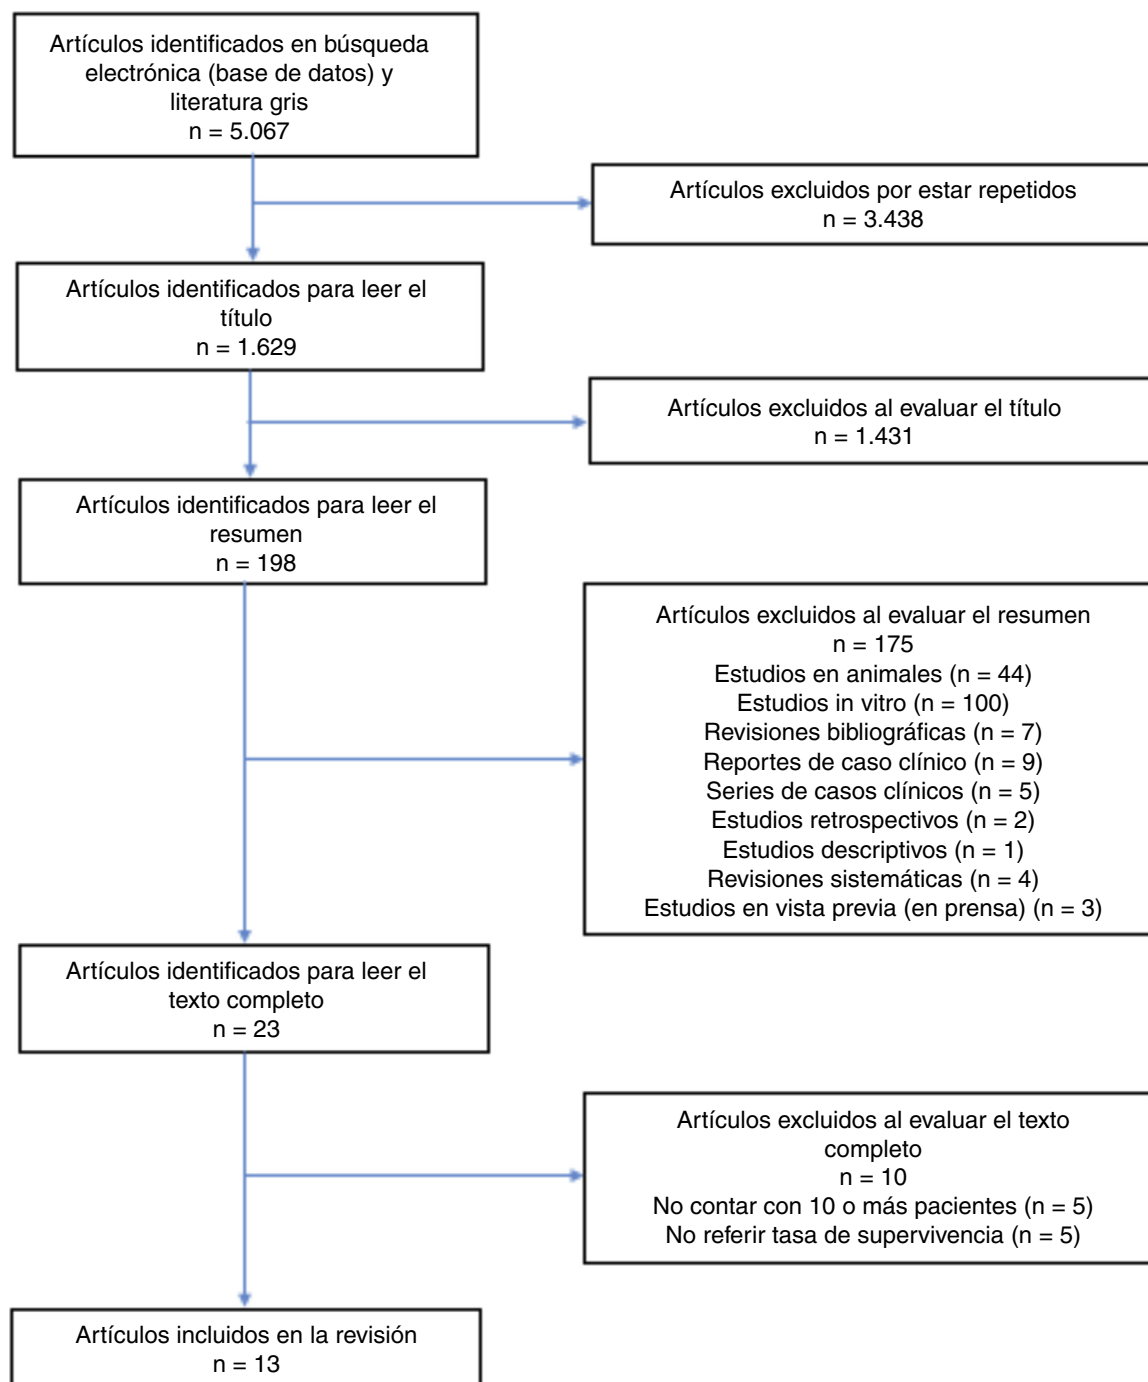 Artículos identificados en búsqueda
electrónica (base de datos) y
literatura gris
n = 5.067
Artículos excluidos por estar repetidos
n = 3.438
Artículos identificados para leer el
título
n = 1.629
Artículos excluidos al evaluar el título
n = 1.431
Artículos identificados para leer el
resumen
n = 198
Artículos excluidos al evaluar el resumen
n = 175
Estudios en animales (n = 44)
Estudios in vitro (n = 100)
Revisiones bibliográficas (n = 7)
Reportes de caso clínico (n = 9)
Series de casos clínicos (n = 5)
Estudios retrospectivos (n = 2)
Estudios descriptivos (n = 1)
Revisiones sistemáticas (n = 4)
Estudios en vista previa (en prensa) (n = 3)
Artículos identificados para leer el
texto completo
n = 23
Artículos excluidos al evaluar el texto
completo
n = 10
No contar con 10 o más pacientes (n = 5)
No referir tasa de supervivencia (n = 5)
Artículos incluidos en la revisión
n = 13